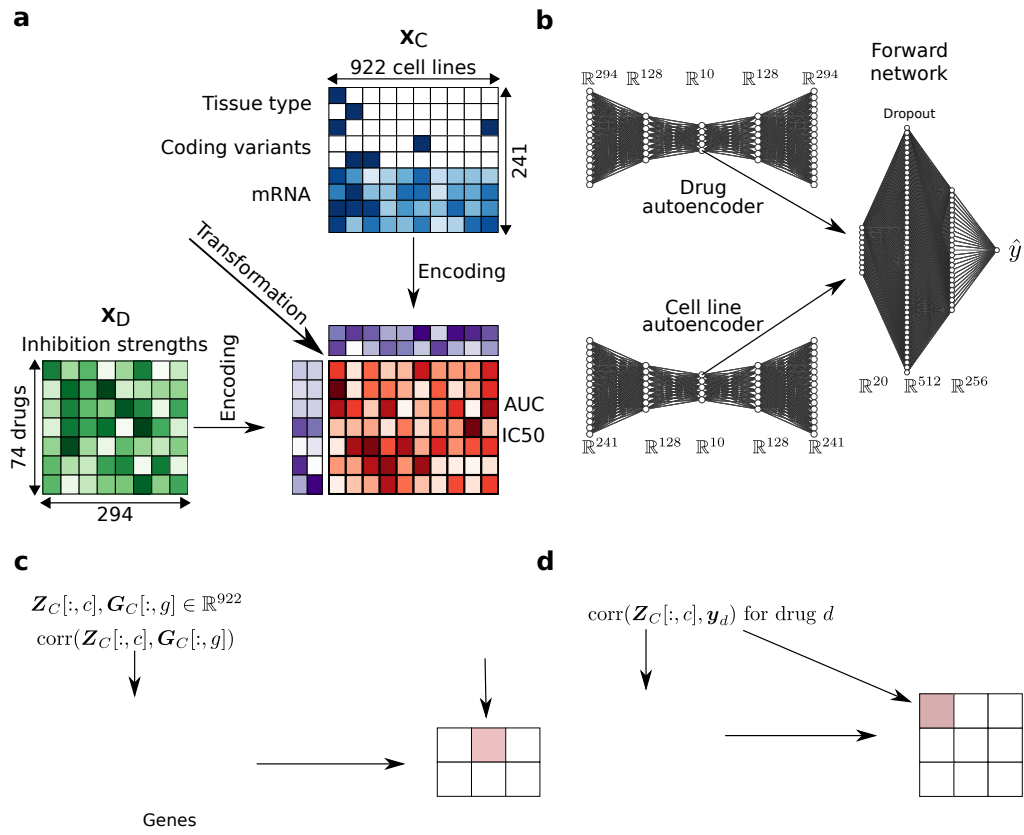 a
X_C
922 cell lines
Tissue type
Coding variants
mRNA
241
Transformation
Encoding
X_D
Inhibition strengths
74 drugs
294
Encoding
AUC
IC50
b
Forward
network
ℝ^294 ℝ^128 ℝ^10 ℝ^128 ℝ^294
Dropout
Drug
autoencoder
ŷ
Cell line
autoencoder
ℝ^20 ℝ^512 ℝ^256
ℝ^241 ℝ^128 ℝ^10 ℝ^128 ℝ^241
c
Z_C[:, c], G_C[:, g] ∈ ℝ^922
corr(Z_C[:, c], G_C[:, g])
Genes
d
corr(Z_C[:, c], y_d) for drug d